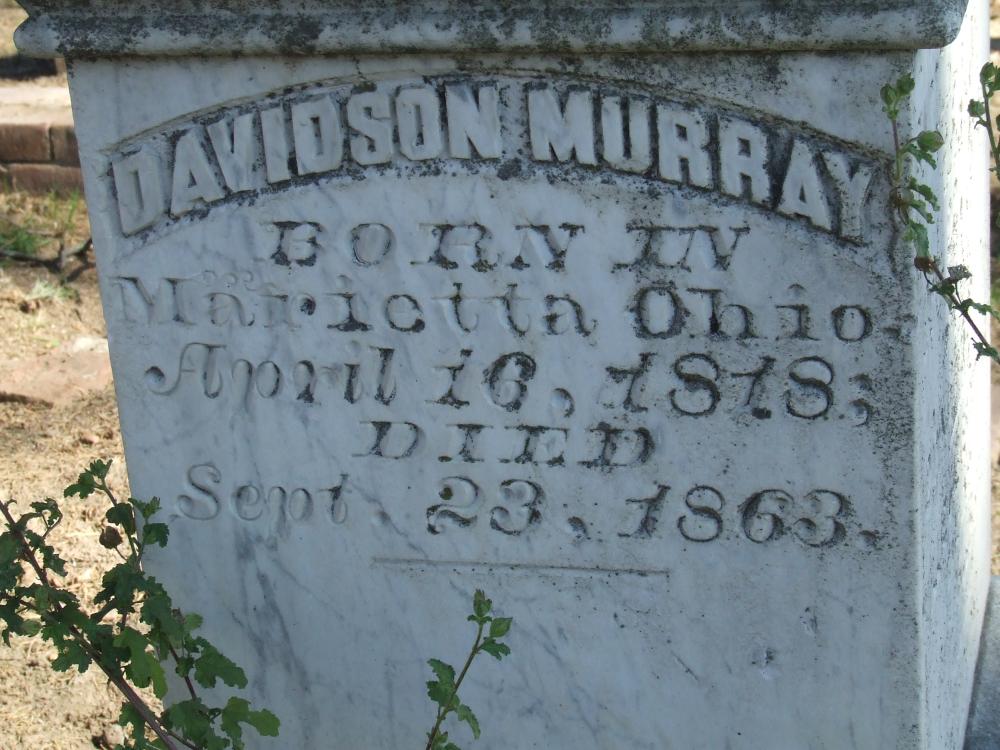 DAVIDSON MURRAY
BORN IN
Marietta Ohio.
April 16, 1818;
DIED
Sept. 23, 1863.